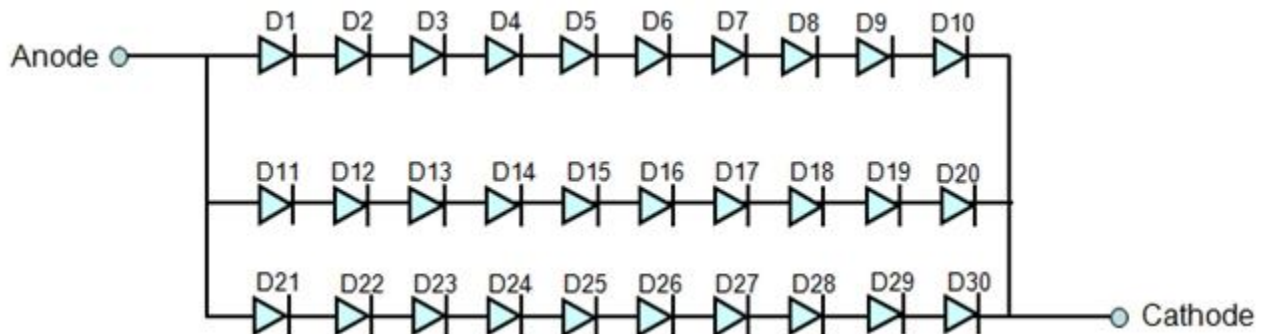 D1 D2 D3 D4 D5 D6 D7 D8 D9 D10
Anode
D11 D12 D13 D14 D15 D16 D17 D18 D19 D20
D21 D22 D23 D24 D25 D26 D27 D28 D29 D30
Cathode